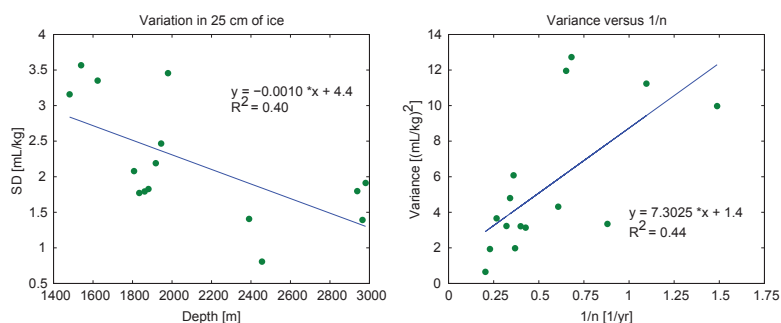 Variation in 25 cm of ice
SD [mL/kg]
4
3.5
3
2.5
2
1.5
1
0.5
y = −0.0010 *x + 4.4
R2 = 0.40
1400 1600 1800 2000 2200 2400 2600 2800 3000
Depth [m]
Variance versus 1/n
Variance [(mL/kg)2]
14
12
10
8
6
4
2
0
y = 7.3025 *x + 1.4
R2 = 0.44
0 0.25 0.5 0.75 1 1.25 1.5 1.75
1/n [1/yr]